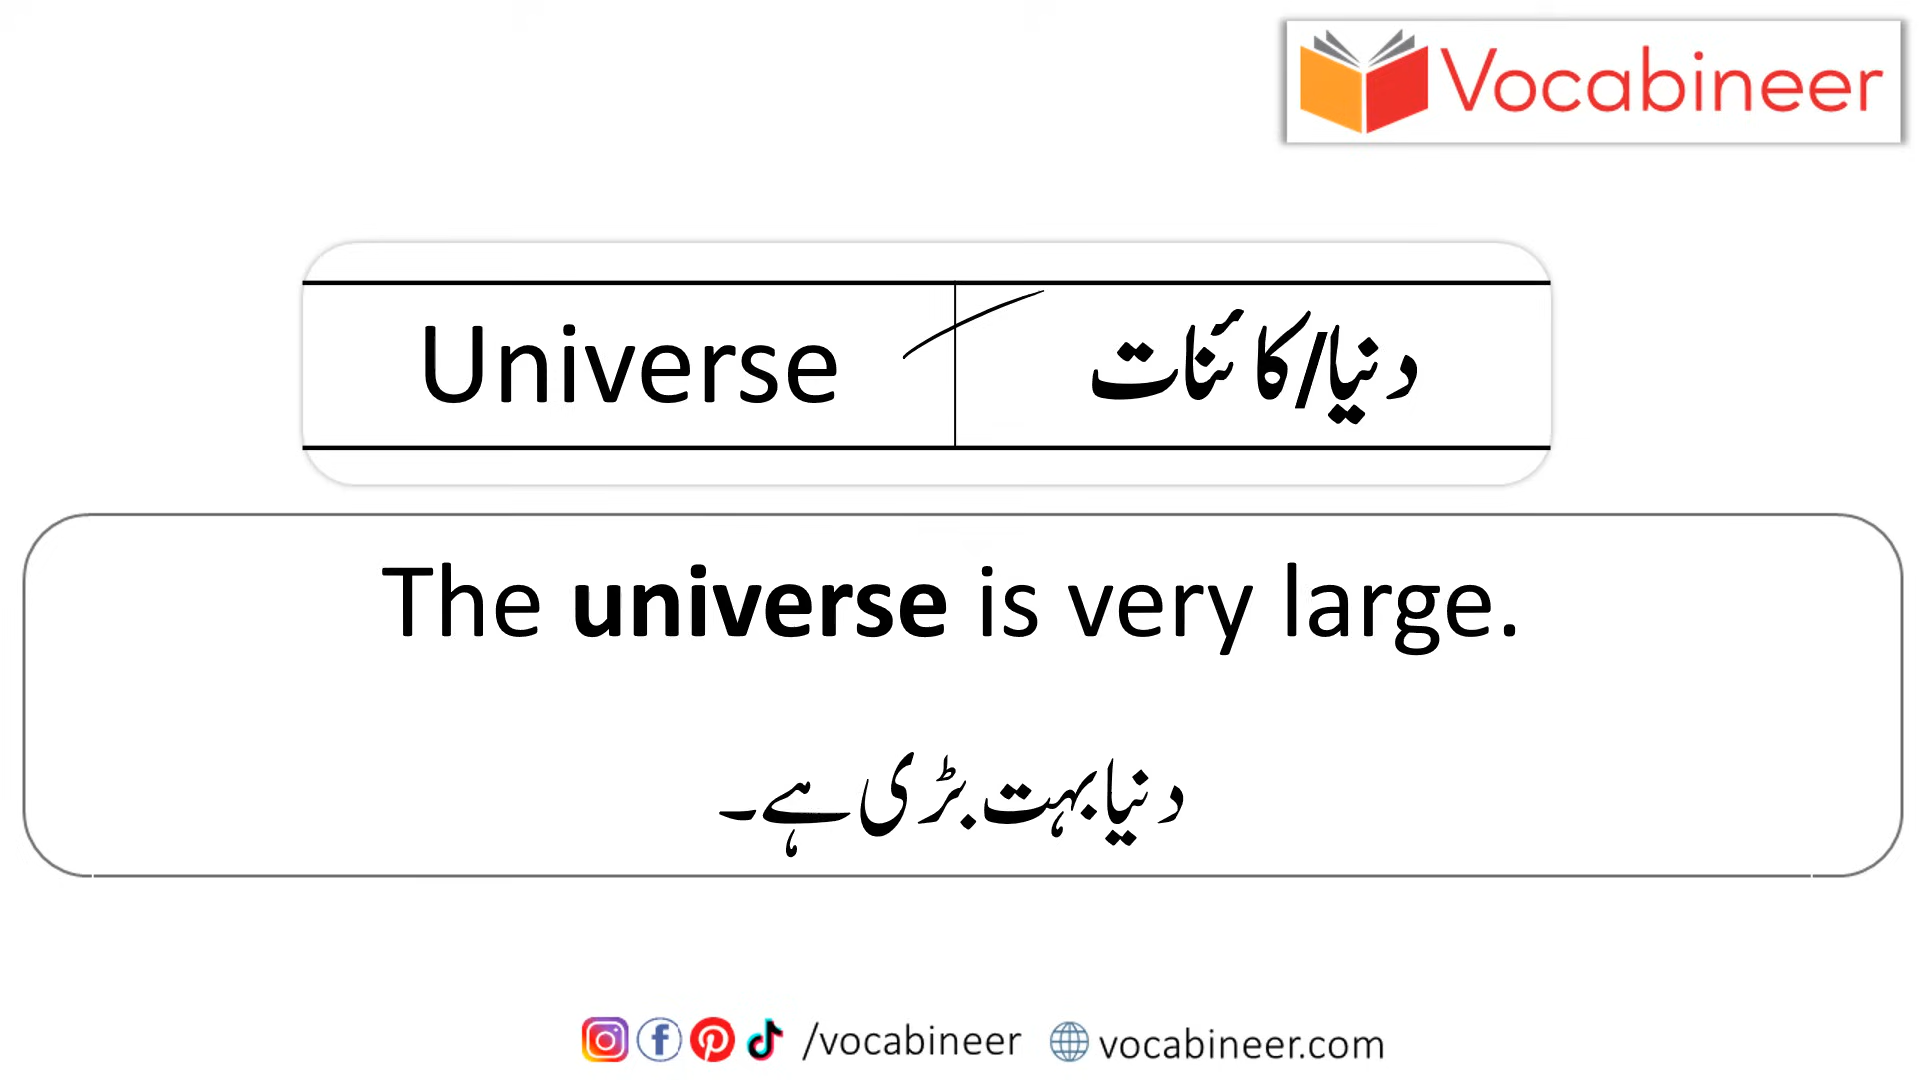 Vocabineer
Universe
دنیا/کائنات
The universe is very large.
دنیا بہت بڑی ہے۔
/vocabineer
vocabineer.com